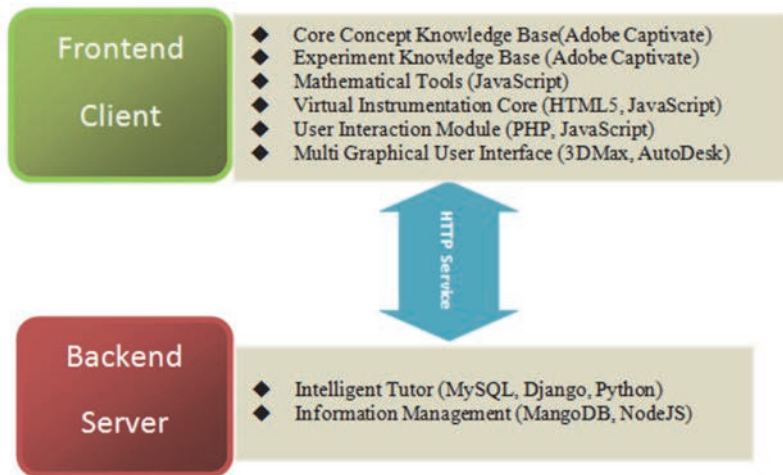 Frontend
Client
◆ Core Concept Knowledge Base(Adobe Captivate)
◆ Experiment Knowledge Base (Adobe Captivate)
◆ Mathematical Tools (JavaScript)
◆ Virtual Instrumentation Core (HTML5, JavaScript)
◆ User Interaction Module (PHP, JavaScript)
◆ Multi Graphical User Interface (3DMax, AutoDesk)
HTTP Service
Backend
Server
◆ Intelligent Tutor (MySQL, Django, Python)
◆ Information Management (MangoDB, NodeJS)